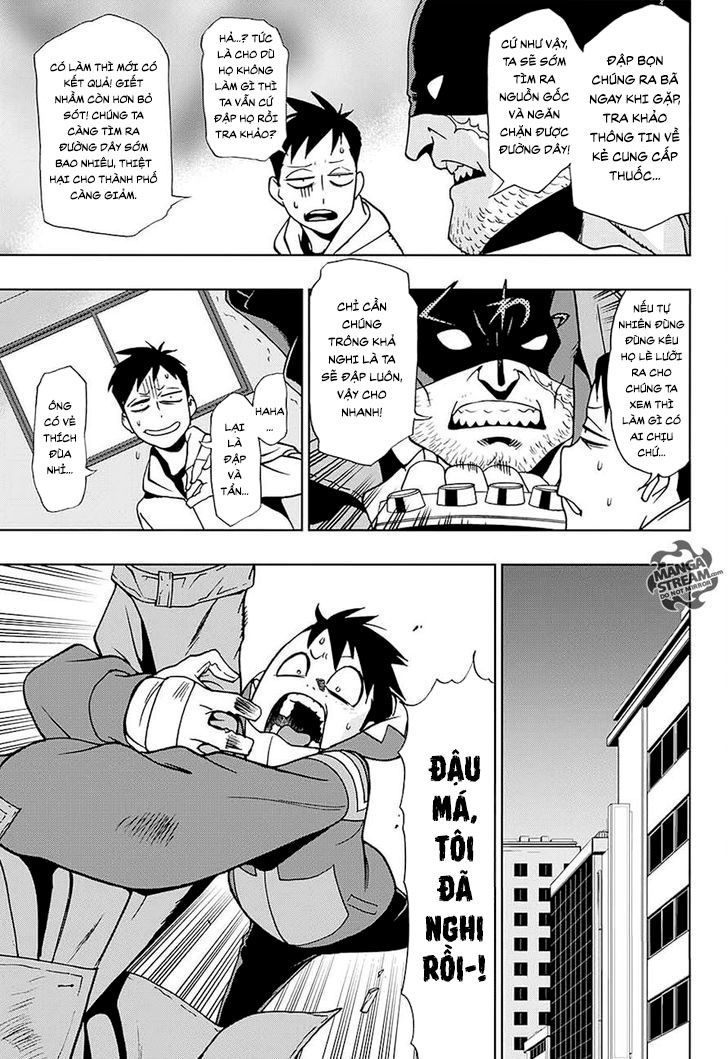 ĐẬP BỌN
CHÚNG RA BÃ
NGAY KHI GẶP,
TRA KHẢO
THÔNG TIN VỀ
KẺ CUNG CẤP
THUỐC...
CỨ NHƯ VẬY,
TA SẼ SỚM
TÌM RA
NGUỒN GỐC
VÀ NGĂN
CHẶN ĐƯỢC
ĐƯỜNG DÂY!
HẢ...? TỨC
LÀ CHO DÙ
HỌ KHÔNG
LÀM GÌ THÌ
TA VẪN CỨ
ĐẬP HỌ RỒI
TRA KHẢO?
CÓ LÀM THÌ MỚI CÓ
KẾT QUẢ! GIẾT
NHẦM CÒN HƠN BỎ
SÓT! CHÚNG TA
CÀNG TÌM RA
ĐƯỜNG DÂY SỚM
BAO NHIÊU, THIỆT
HẠI CHO THÀNH PHỐ
CÀNG GIẢM.
NẾU TỰ
NHIÊN ĐÙNG
ĐÙNG KÊU
HỌ LÈ LƯỠI
RA CHO
CHÚNG TA
XEM THÌ
LÀM GÌ CÓ
AI CHỊU
CHỨ...
くわ
CHỈ CẦN
CHÚNG
TRÔNG KHẢ
NGHI LÀ TA
SẼ ĐẬP LUÔN,
VẬY CHO
NHANH!
HAHA
...
LẠI
LÀ
ĐẬP
VÀ
TẨN...
ÔNG
CÓ VẺ
THÍCH
ĐÙA
NHỈ...
MANGA
STREAM.com
DO NOT MIRROR!
ĐẬU
MÁ,
TÔI
ĐÃ
NGHI
RỒI-!